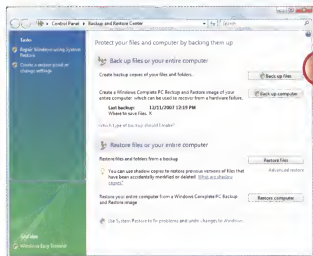 Control Panel ▸ Backup and Restore Center
Search
Tasks
Repair Windows using System Restore
Create a restore point or change settings
Protect your files and computer by backing them up
Back up files or your entire computer
Create backup copies of your files and folders.
Back up files
Create a Windows Complete PC Backup and Restore image of your
entire computer which can be used to recover from a hardware failure.
Back up computer
Last backup: 12/11/2007 12:19 PM
Where to save files: X
type of backup should I make?
Restore files or your entire computer
Restore files and folders from a backup
Restore files
You can use shadow copies to restore previous versions of files that
have been accidentally modified or deleted. What are shadow
copies?
Advanced restore
Restore your entire computer from a Windows Complete PC Backup
and Restore image
Restore computer
Use System Restore to fix problems and undo changes to Windows
See also
Windows Easy Transfer